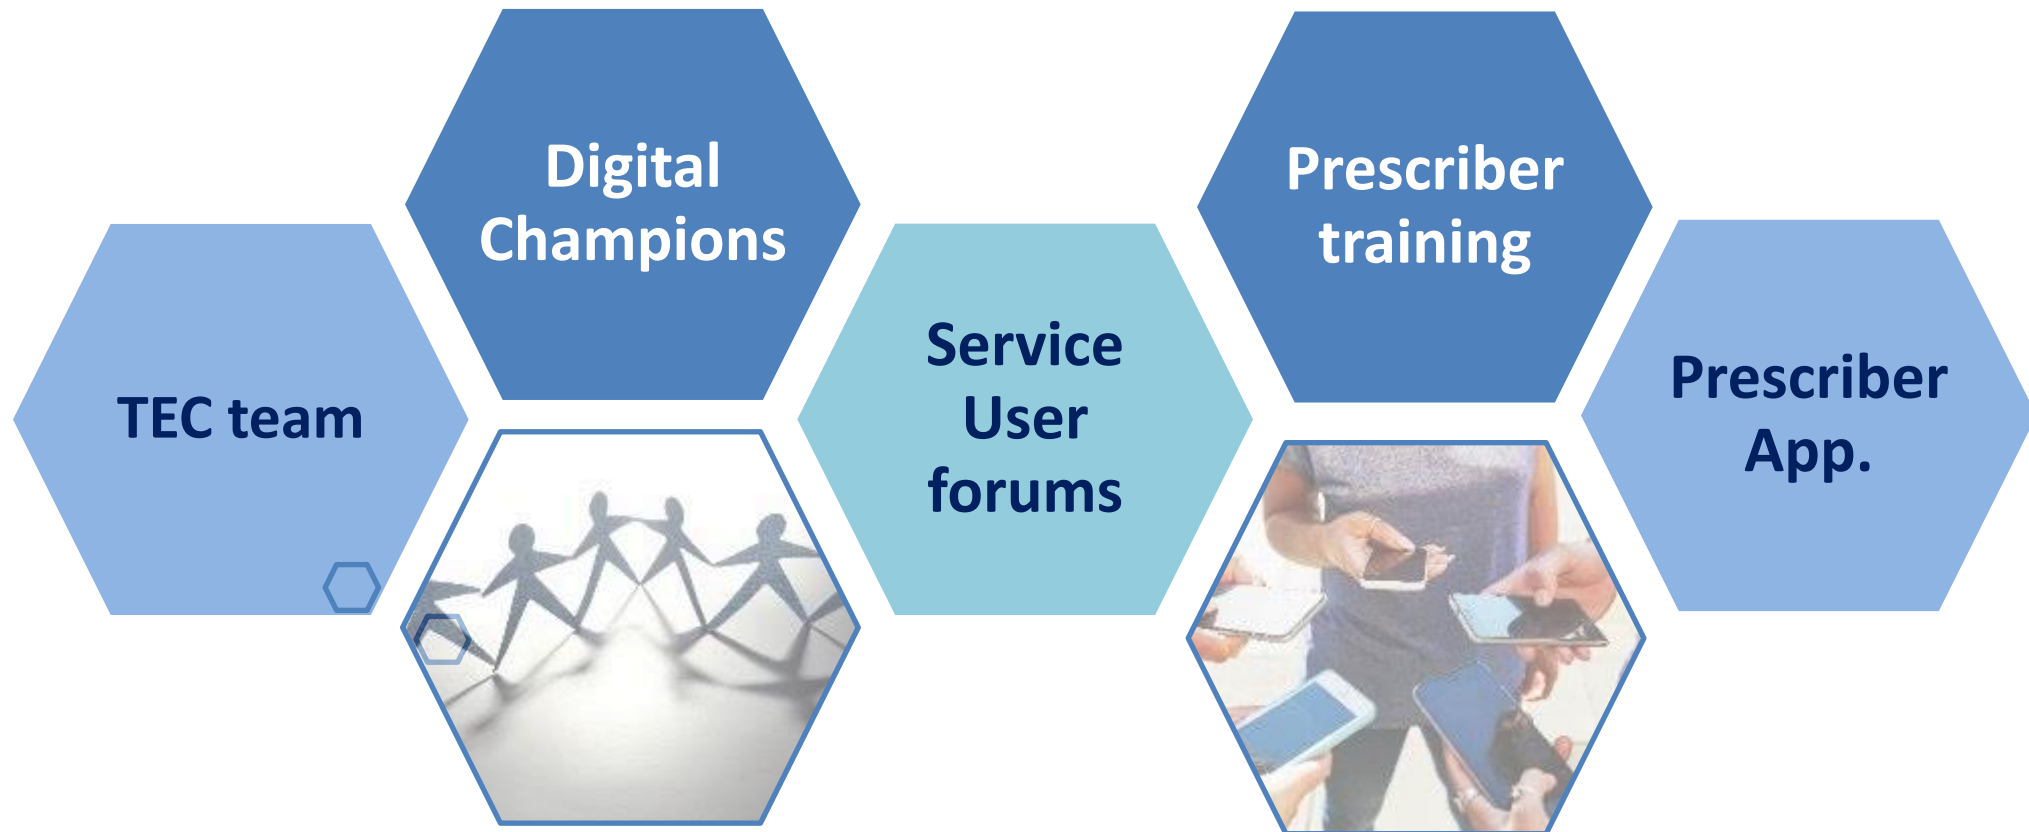 TEC team
Digital
Champions
Service
User
forums
Prescriber
training
Prescriber
App.